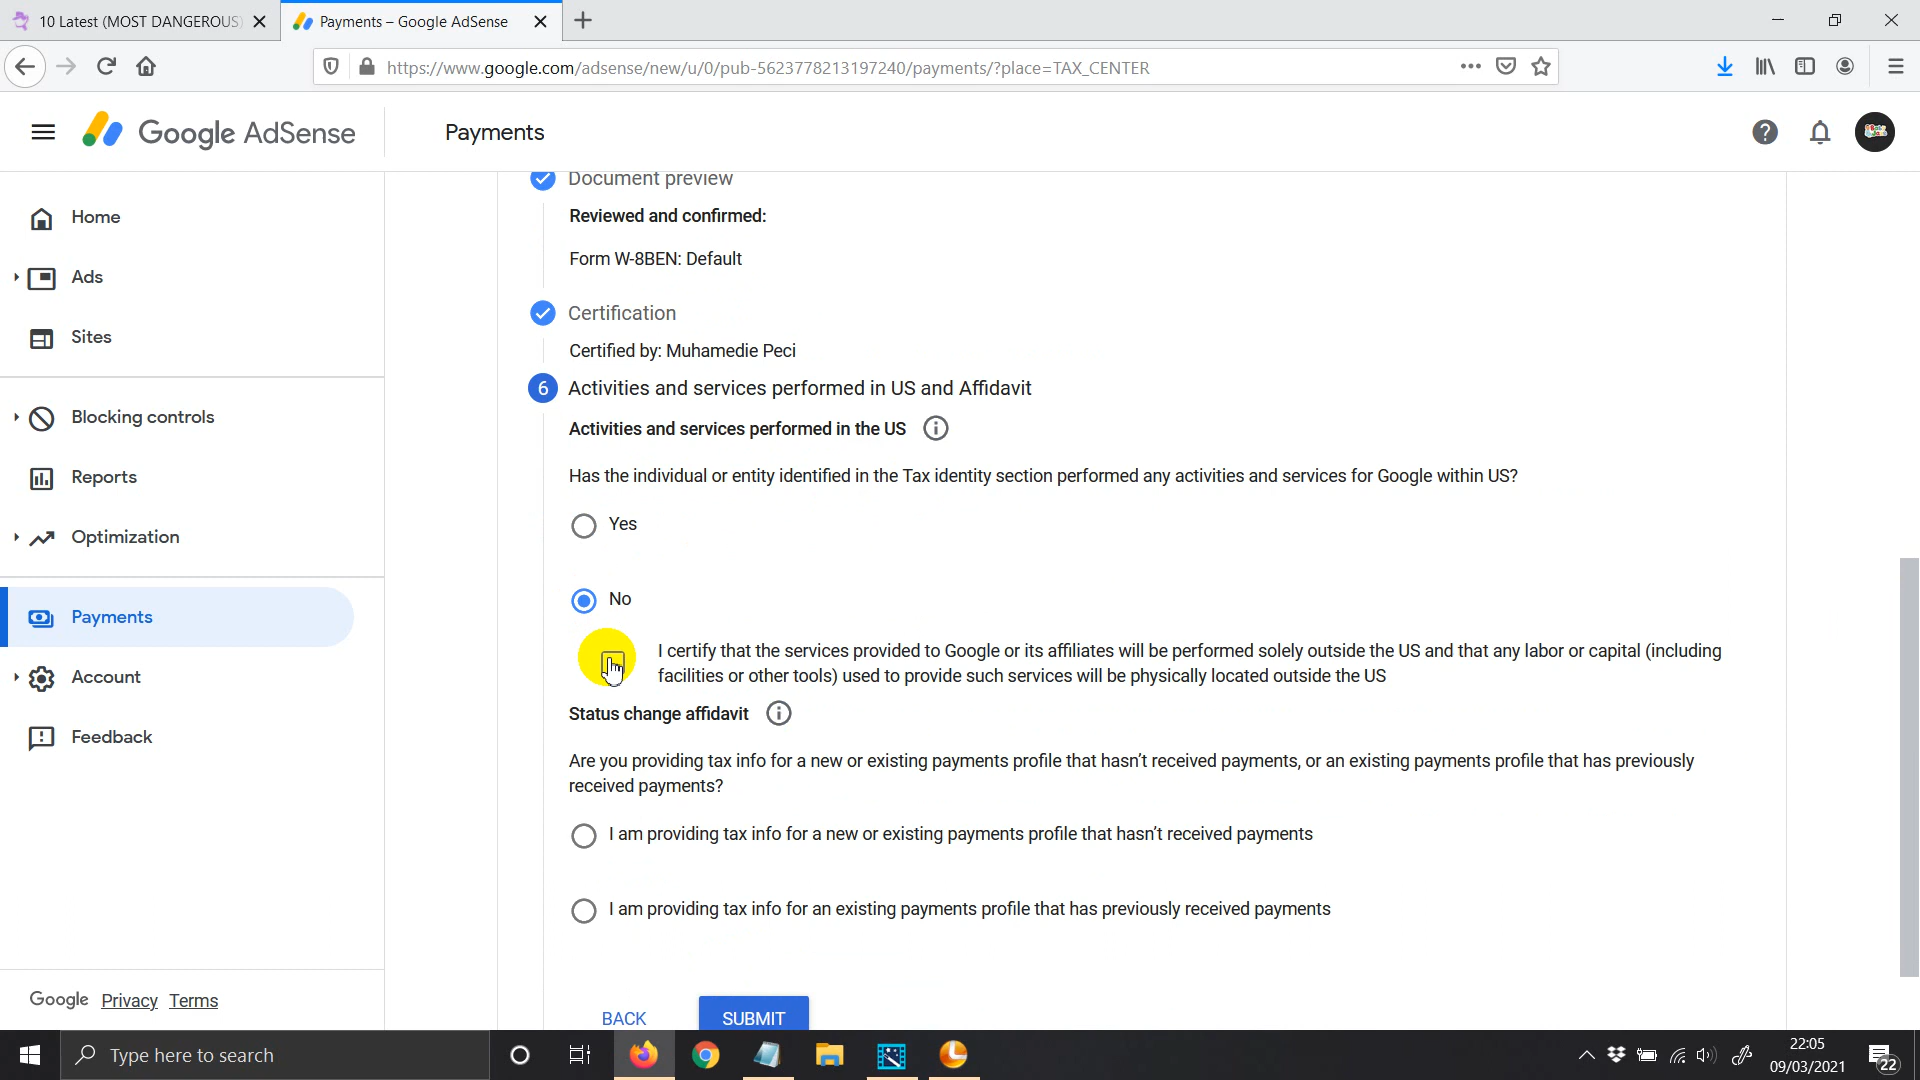 10 Latest (MOST DANGEROUS)
Payments – Google AdSense
https://www.google.com/adsense/new/u/0/pub-5623778213197240/payments/?place=TAX_CENTER
Google AdSense
Payments
Home
Ads
Sites
Blocking controls
Reports
Optimization
Payments
Account
Feedback
Google Privacy Terms
Document preview
Reviewed and confirmed:
Form W-8BEN: Default
Certification
Certified by: Muhamedie Peci
6 Activities and services performed in US and Affidavit
Activities and services performed in the US
Has the individual or entity identified in the Tax identity section performed any activities and services for Google within US?
Yes
No
I certify that the services provided to Google or its affiliates will be performed solely outside the US and that any labor or capital (including
facilities or other tools) used to provide such services will be physically located outside the US
Status change affidavit
Are you providing tax info for a new or existing payments profile that hasn't received payments, or an existing payments profile that has previously
received payments?
I am providing tax info for a new or existing payments profile that hasn't received payments
I am providing tax info for an existing payments profile that has previously received payments
BACK
SUBMIT
Type here to search
22:05
09/03/2021
22